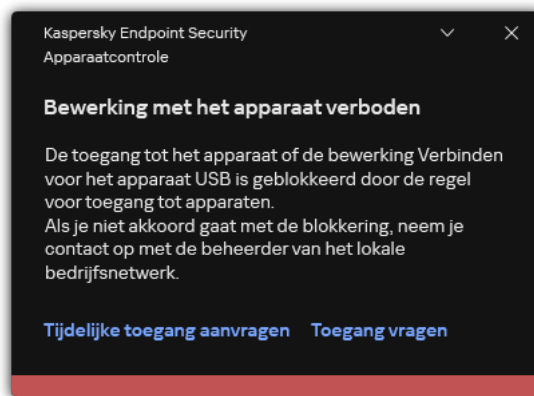 Kaspersky Endpoint Security
Apparaatcontrole
Bewerking met het apparaat verboden
De toegang tot het apparaat of de bewerking Verbinden
voor het apparaat USB is geblokkeerd door de regel
voor toegang tot apparaten.
Als je niet akkoord gaat met de blokkering, neem je
contact op met de beheerder van het lokale
bedrijfsnetwerk.
Tijdelijke toegang aanvragen Toegang vragen